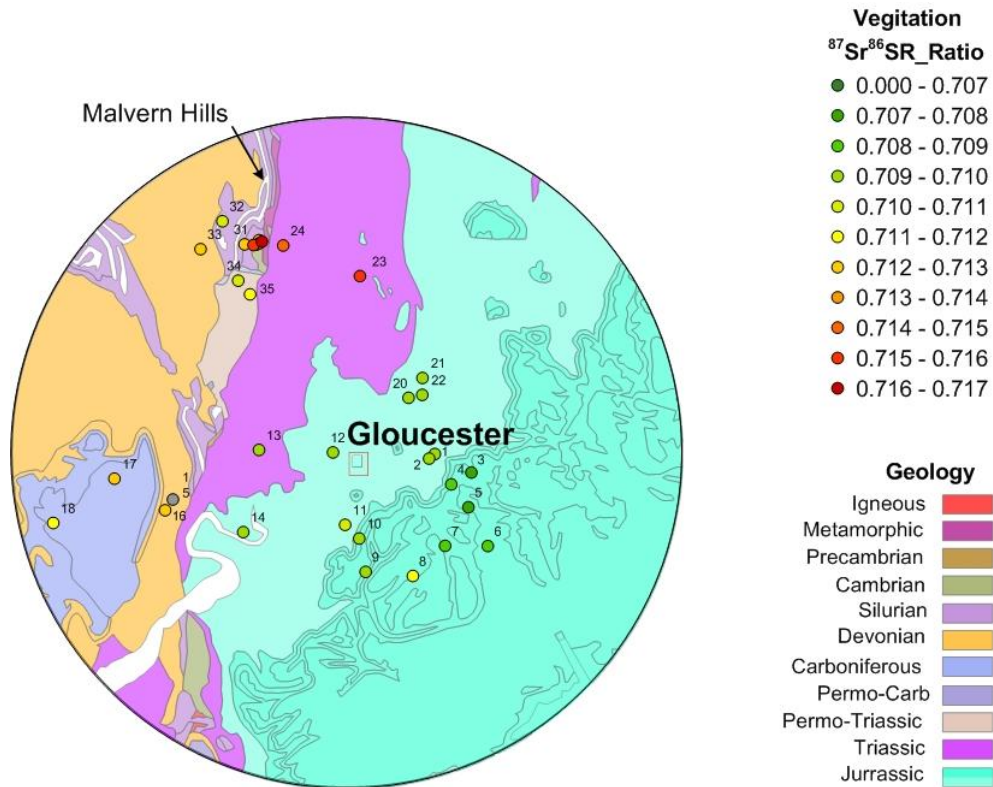 Vegitation
87Sr86SR_Ratio
0.000 - 0.707
0.707 - 0.708
0.708 - 0.709
0.709 - 0.710
0.710 - 0.711
0.711 - 0.712
0.712 - 0.713
0.713 - 0.714
0.714 - 0.715
0.715 - 0.716
0.716 - 0.717
Malvern Hills
32
33
31
24
23
34
35
21
20
22
Gloucester
13
12
1
2
3
4
17
1
5
5
18
16
14
11
10
7
6
9
8
Geology
Igneous
Metamorphic
Precambrian
Cambrian
Silurian
Devonian
Carboniferous
Permo-Carb
Permo-Triassic
Triassic
Jurrassic